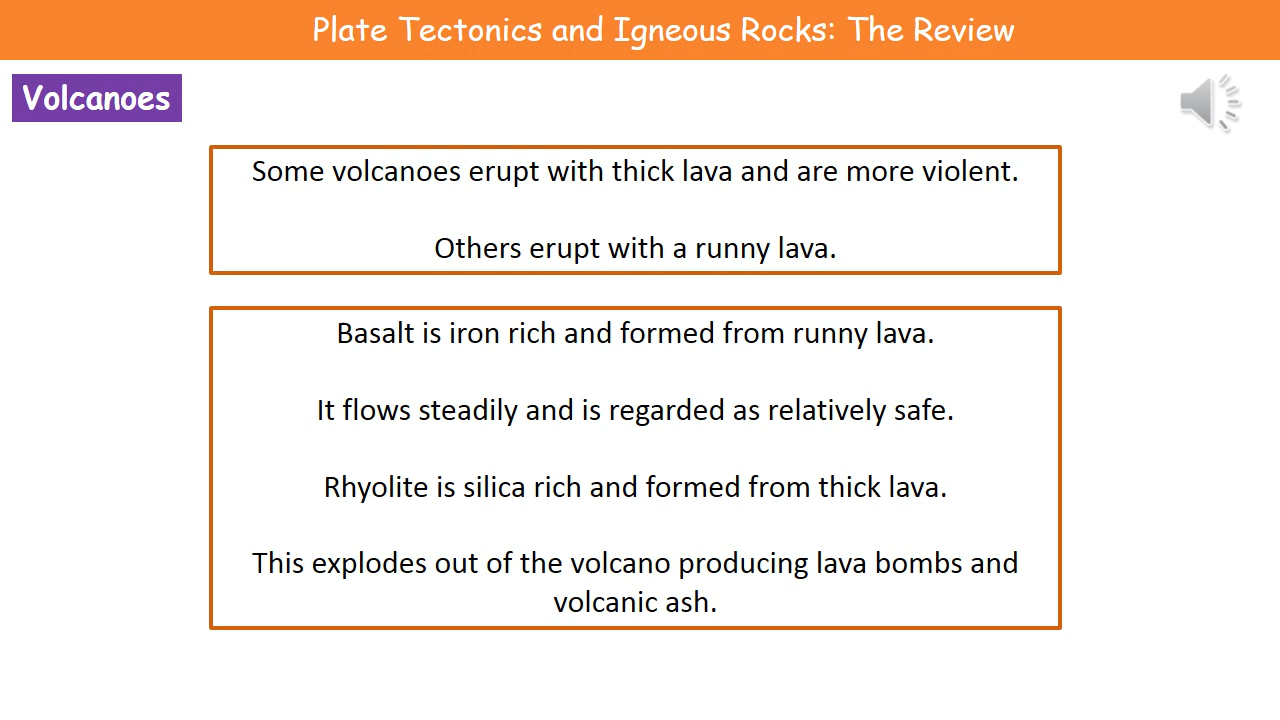 Plate Tectonics and Igneous Rocks: The Review
Volcanoes
Some volcanoes erupt with thick lava and are more violent.
Others erupt with a runny lava.
Basalt is iron rich and formed from runny lava.
It flows steadily and is regarded as relatively safe.
Rhyolite is silica rich and formed from thick lava.
This explodes out of the volcano producing lava bombs and
volcanic ash.